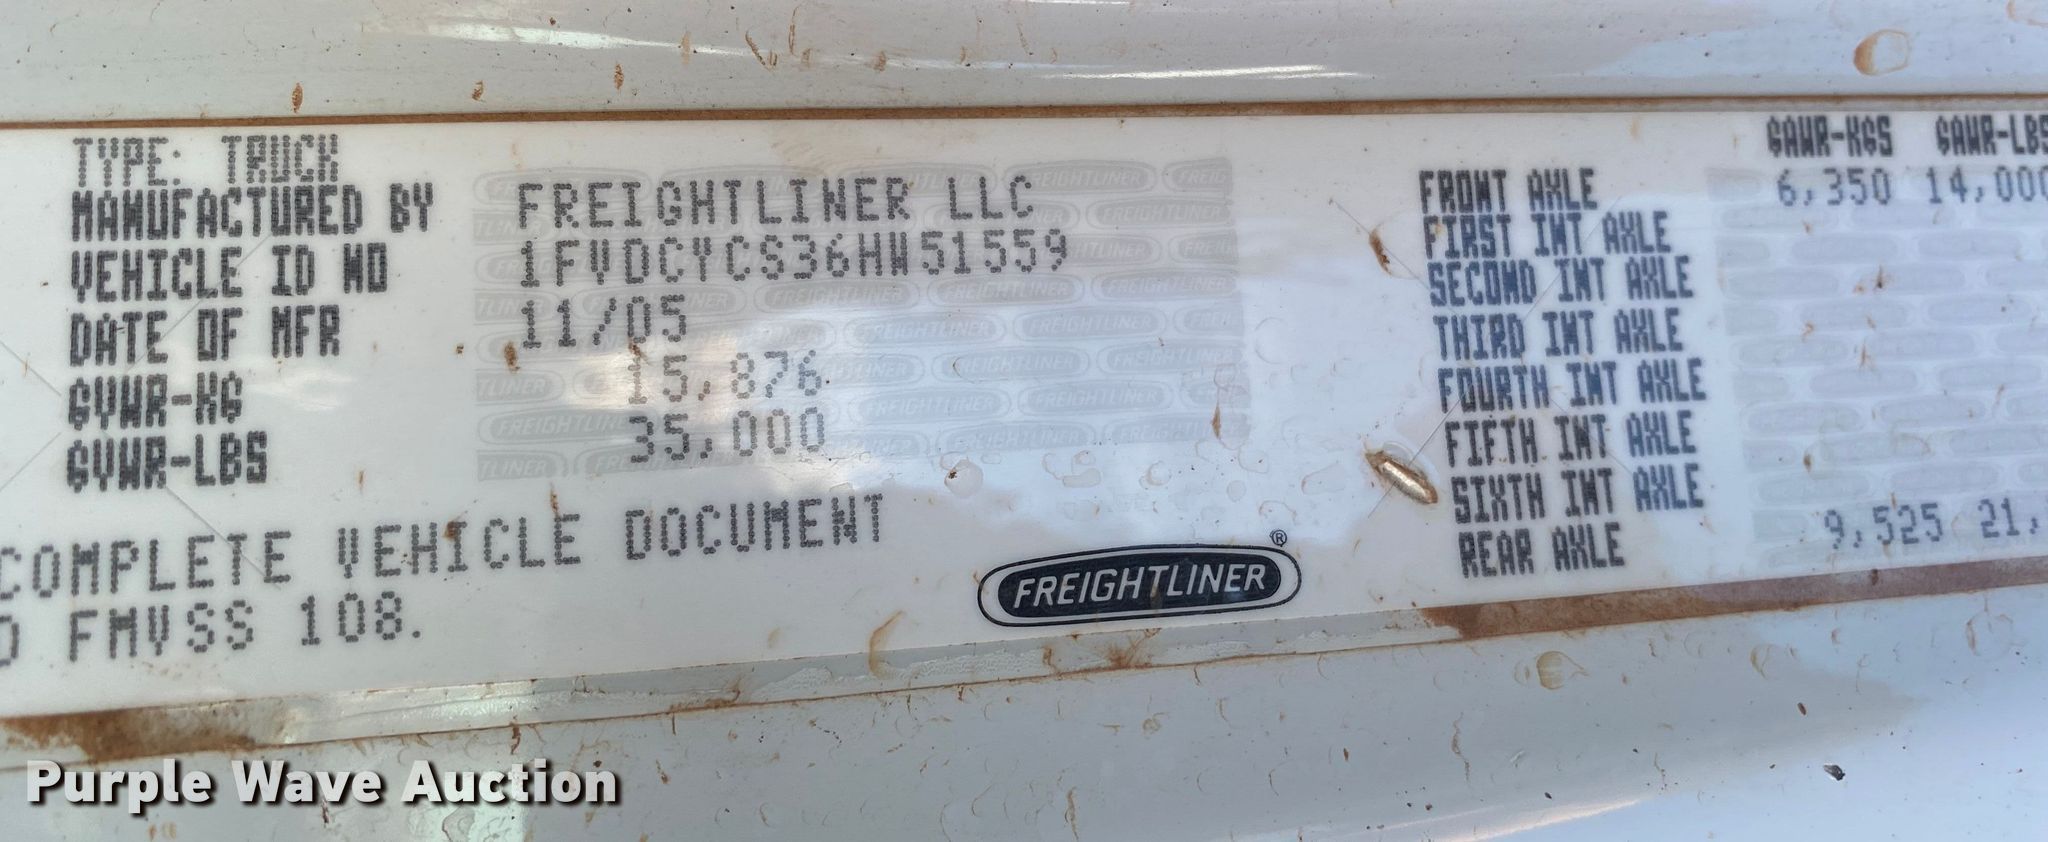 TYPE: TRUCK
MANUFACTURED BY FREIGHTLINER LLC
VEHICLE ID NO 1FVDCYCS36HW51559
DATE OF MFR 11/05
GVWR-KG 15,876
GVWR-LBS 35,000
COMPLETE VEHICLE DOCUMENT
O FMVSS 108.
FREIGHTLINER ®
GAWR-KGS GAWR-LBS
FRONT AXLE 6,350 14,000
FIRST INT AXLE
SECOND INT AXLE
THIRD INT AXLE
FOURTH INT AXLE
FIFTH INT AXLE
SIXTH INT AXLE
REAR AXLE 9,525 21,
Purple Wave Auction